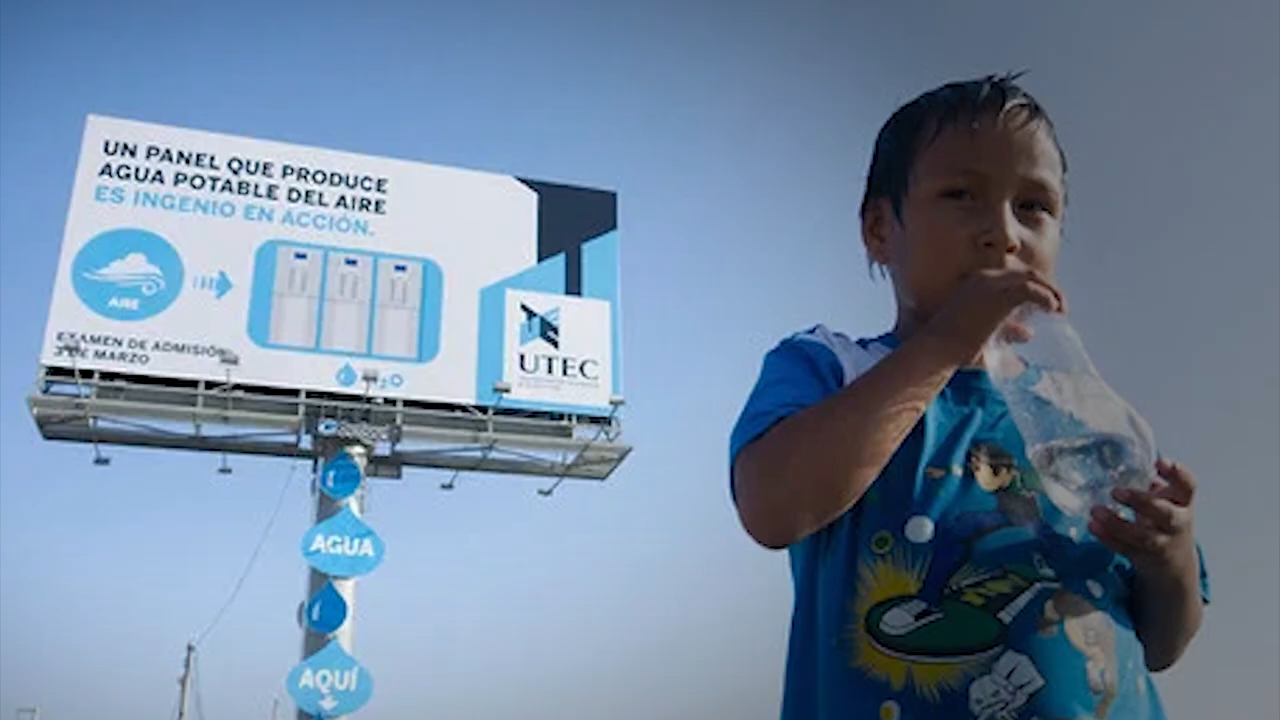 UN PANEL QUE PRODUCE
AGUA POTABLE DEL AIRE
ES INGENIO EN ACCIÓN.
AIRE
EXAMEN DE ADMISIÓN
3 DE MARZO
H₂O
UTEC
AGUA
AQUÍ